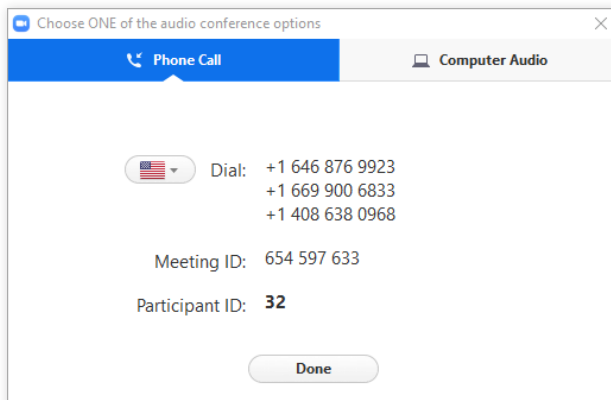 Choose ONE of the audio conference options
Phone Call
Computer Audio
Dial: +1 646 876 9923
+1 669 900 6833
+1 408 638 0968
Meeting ID: 654 597 633
Participant ID: 32
Done